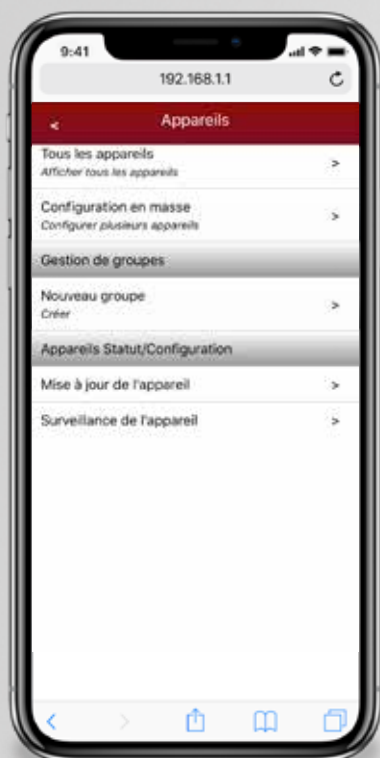 9:41
192.168.1.1
< Appareils
Tous les appareils >
Afficher tous les appareils
Configuration en masse >
Configurer plusieurs appareils
Gestion de groupes
Nouveau groupe >
Créer
Appareils Statut/Configuration
Mise à jour de l'appareil >
Surveillance de l'appareil >